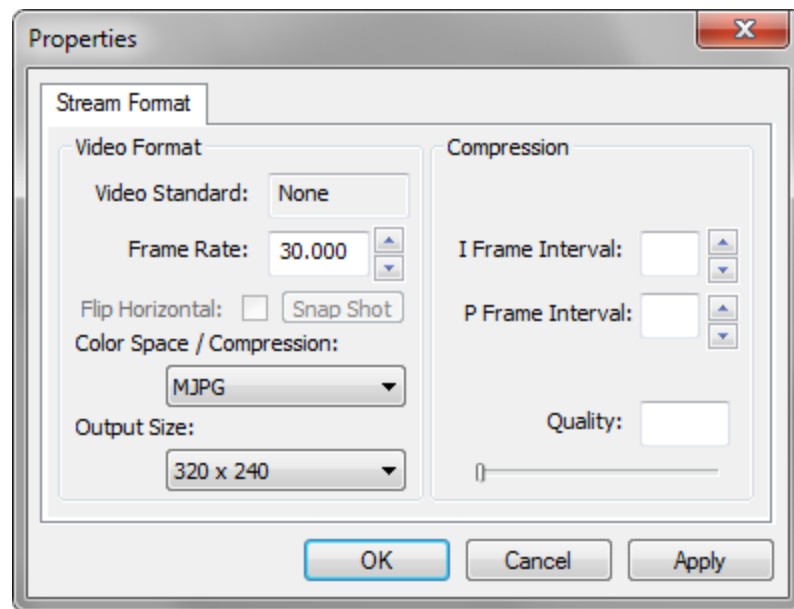 Properties
Stream Format
Video Format
Video Standard: None
Frame Rate: 30.000
Flip Horizontal: Snap Shot
Color Space / Compression:
MJPG
Output Size:
320 x 240
Compression
I Frame Interval:
P Frame Interval:
Quality:
OK Cancel Apply